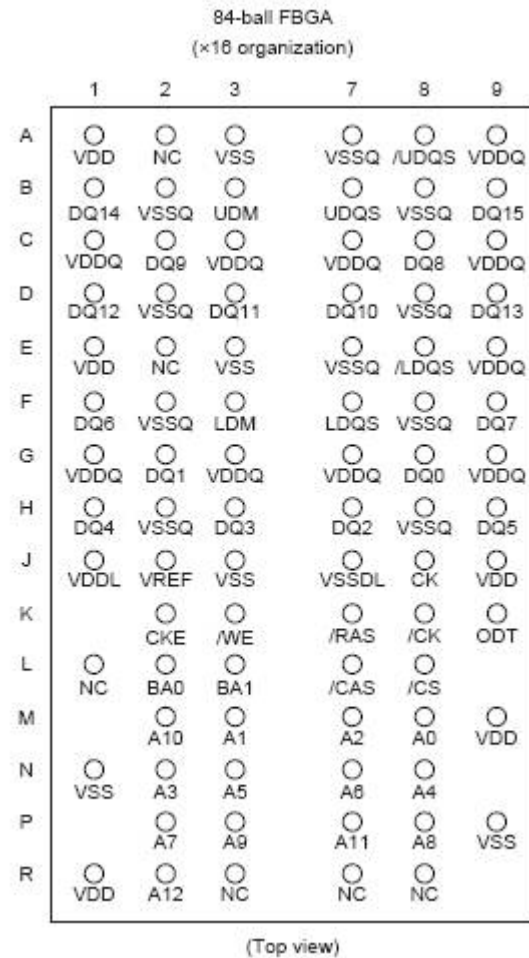 84-ball FBGA
(×16 organization)
1 2 3 7 8 9
A
VDD NC VSS VSSQ /UDQS VDDQ
B
DQ14 VSSQ UDM UDQS VSSQ DQ15
C
VDDQ DQ9 VDDQ VDDQ DQ8 VDDQ
D
DQ12 VSSQ DQ11 DQ10 VSSQ DQ13
E
VDD NC VSS VSSQ /LDQS VDDQ
F
DQ6 VSSQ LDM LDQS VSSQ DQ7
G
VDDQ DQ1 VDDQ VDDQ DQ0 VDDQ
H
DQ4 VSSQ DQ3 DQ2 VSSQ DQ5
J
VDDL VREF VSS VSSDL CK VDD
K
CKE /WE /RAS /CK ODT
L
NC BA0 BA1 /CAS /CS
M
A10 A1 A2 A0 VDD
N
VSS A3 A5 A6 A4
P
A7 A9 A11 A8 VSS
R
VDD A12 NC NC NC
(Top view)